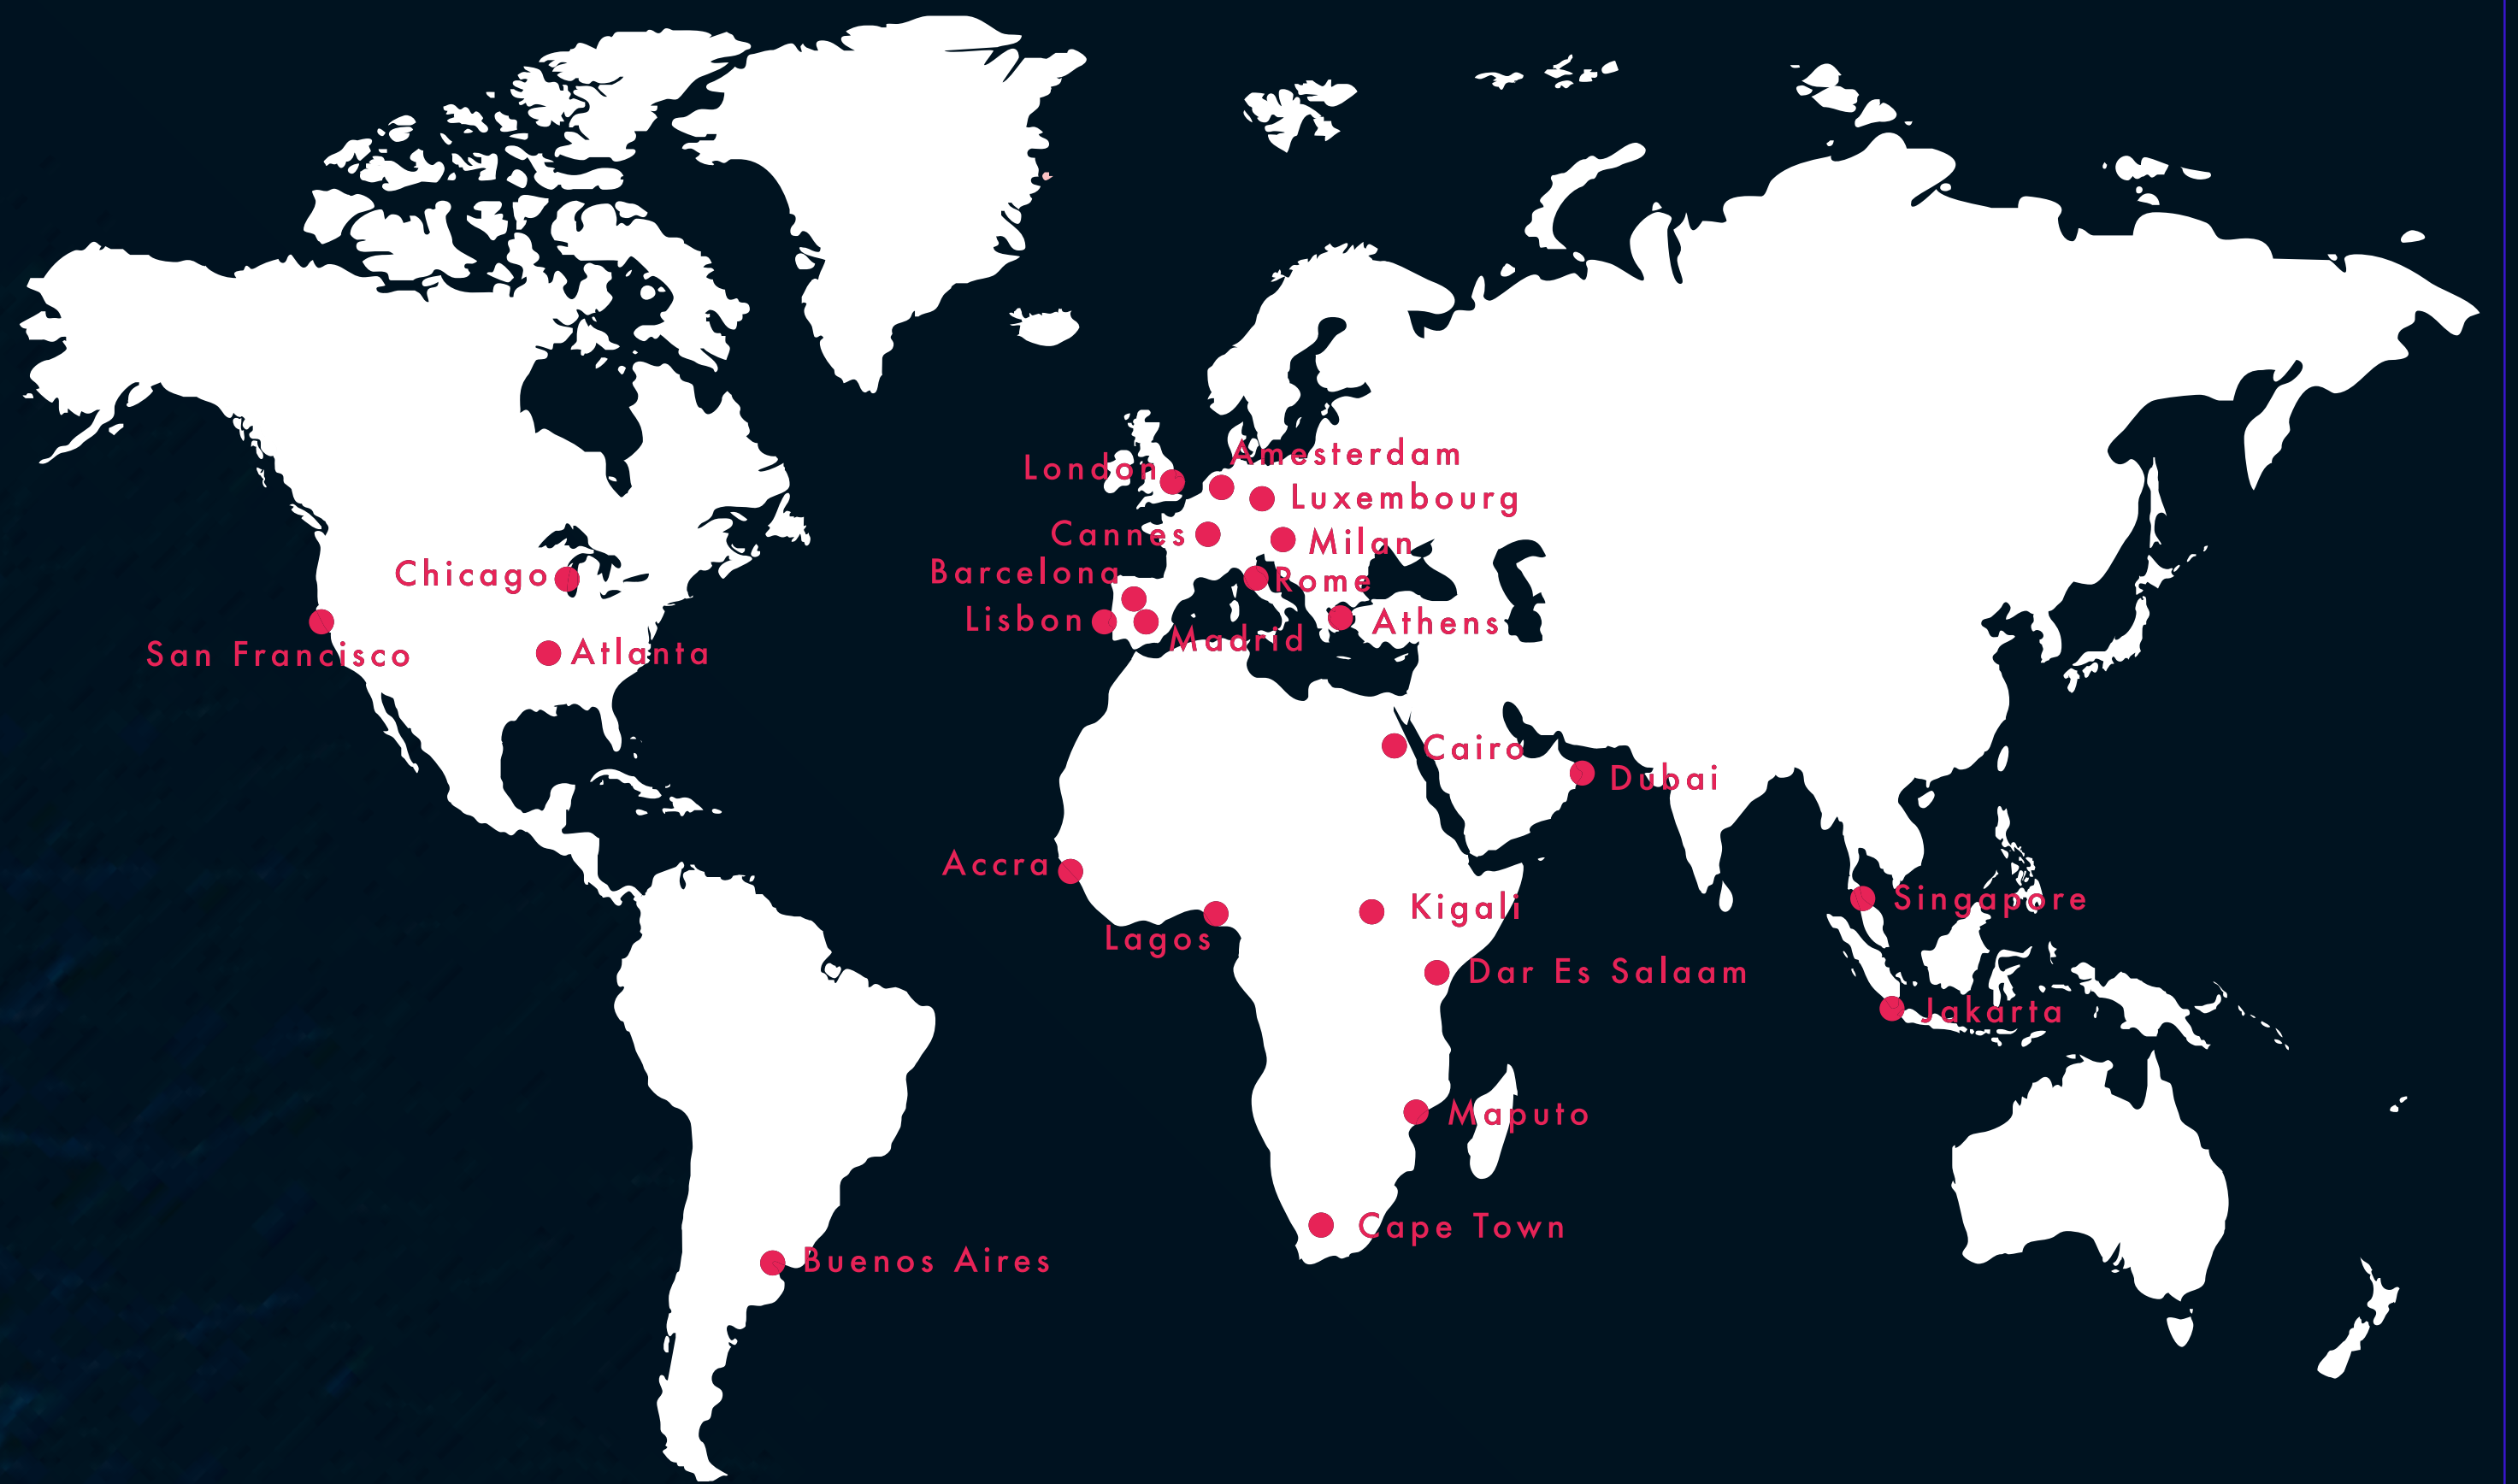 Amesterdam
London
Luxembourg
Cannes
Milan
Barcelona
Chicago
Rome
Lisbon
Athens
Madrid
San Francisco
Atlanta
Cairo
Dubai
Accra
Singapore
Kigali
Lagos
Dar Es Salaam
Jakarta
Maputo
Cape Town
Buenos Aires